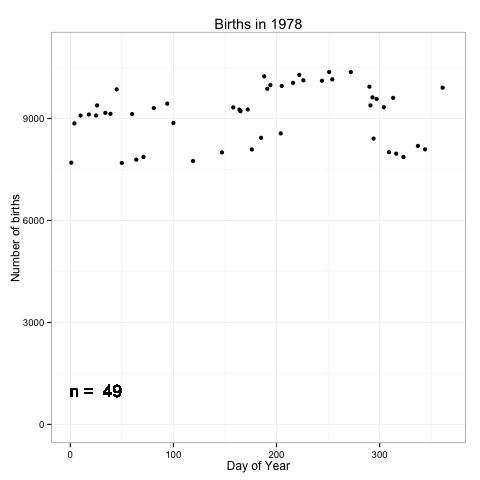 Births in 1978
Number of births
9000
6000
3000
0
n = 49
0 100 200 300
Day of Year